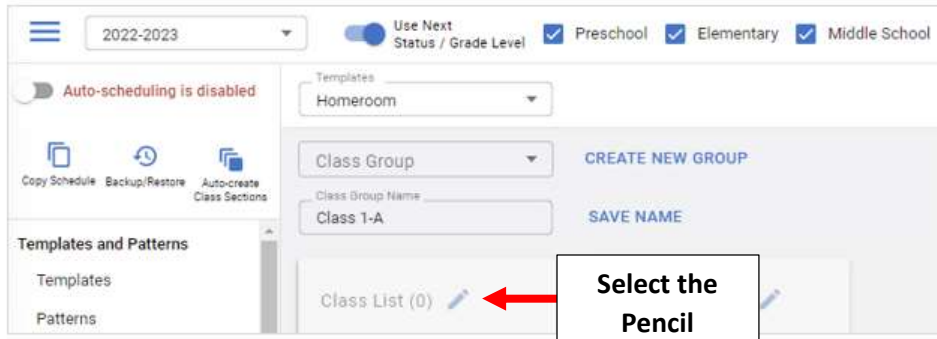 2022-2023
Use Next
Status / Grade Level
Preschool
Elementary
Middle School
Auto-scheduling is disabled
Templates
Homeroom
Copy Schedule
Backup/Restore
Auto-create
Class Sections
Class Group
CREATE NEW GROUP
Class Group Name
Class 1-A
SAVE NAME
Templates and Patterns
Templates
Patterns
Class List (0)
Select the
Pencil